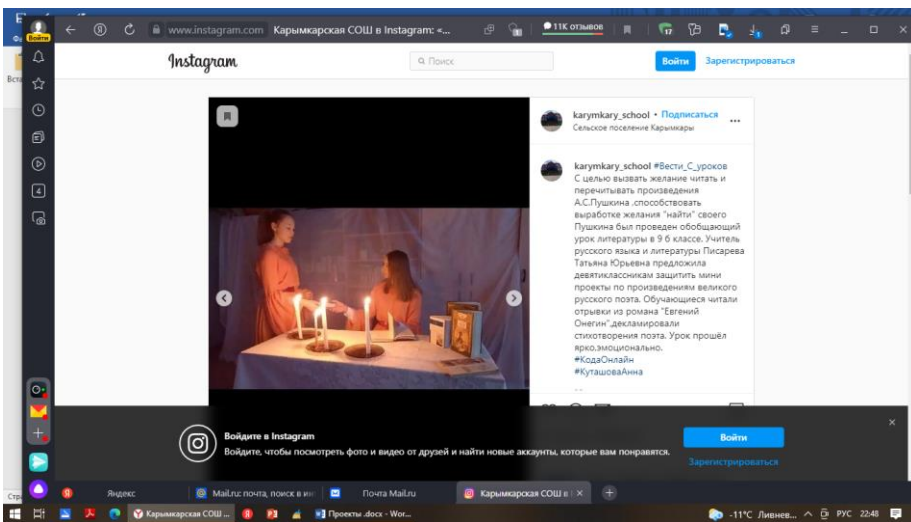 www.instagram.com Карымкарская СОШ в Instagram: «...
11К отзывов
17
Войти
Instagram
Поиск
Войти Зарегистрироваться
karymkary_school • Подписаться
Сельское поселение Карымкары
karymkary_school #Вести_С_уроков
С целью вызвать желание читать и
перечитывать произведения
А.С.Пушкина .способствовать
выработке желания "найти" своего
Пушкина был проведен обобщающий
урок литературы в 9 б классе. Учитель
русского языка и литературы Писарева
Татьяна Юрьевна предложила
девятиклассникам защитить мини
проекты по произведениям великого
русского поэта. Обучающиеся читали
отрывки из романа "Евгений
Онегин",декламировали
стихотворения поэта. Урок прошёл
ярко,эмоционально.
#КодаОнлайн
#КуташоваАнна
4
Войдите в Instagram
Войдите, чтобы посмотреть фото и видео от друзей и найти новые аккаунты, которые вам понравятся.
Войти
Зарегистрироваться
Яндекс
Mail.ru: почта, поиск в инт
Почта Mail.ru
Карымкарская СОШ в I
Карымкарская СОШ ...
Проекты .docx - Wor...
-11°C Ливнев...
РУС 22:48